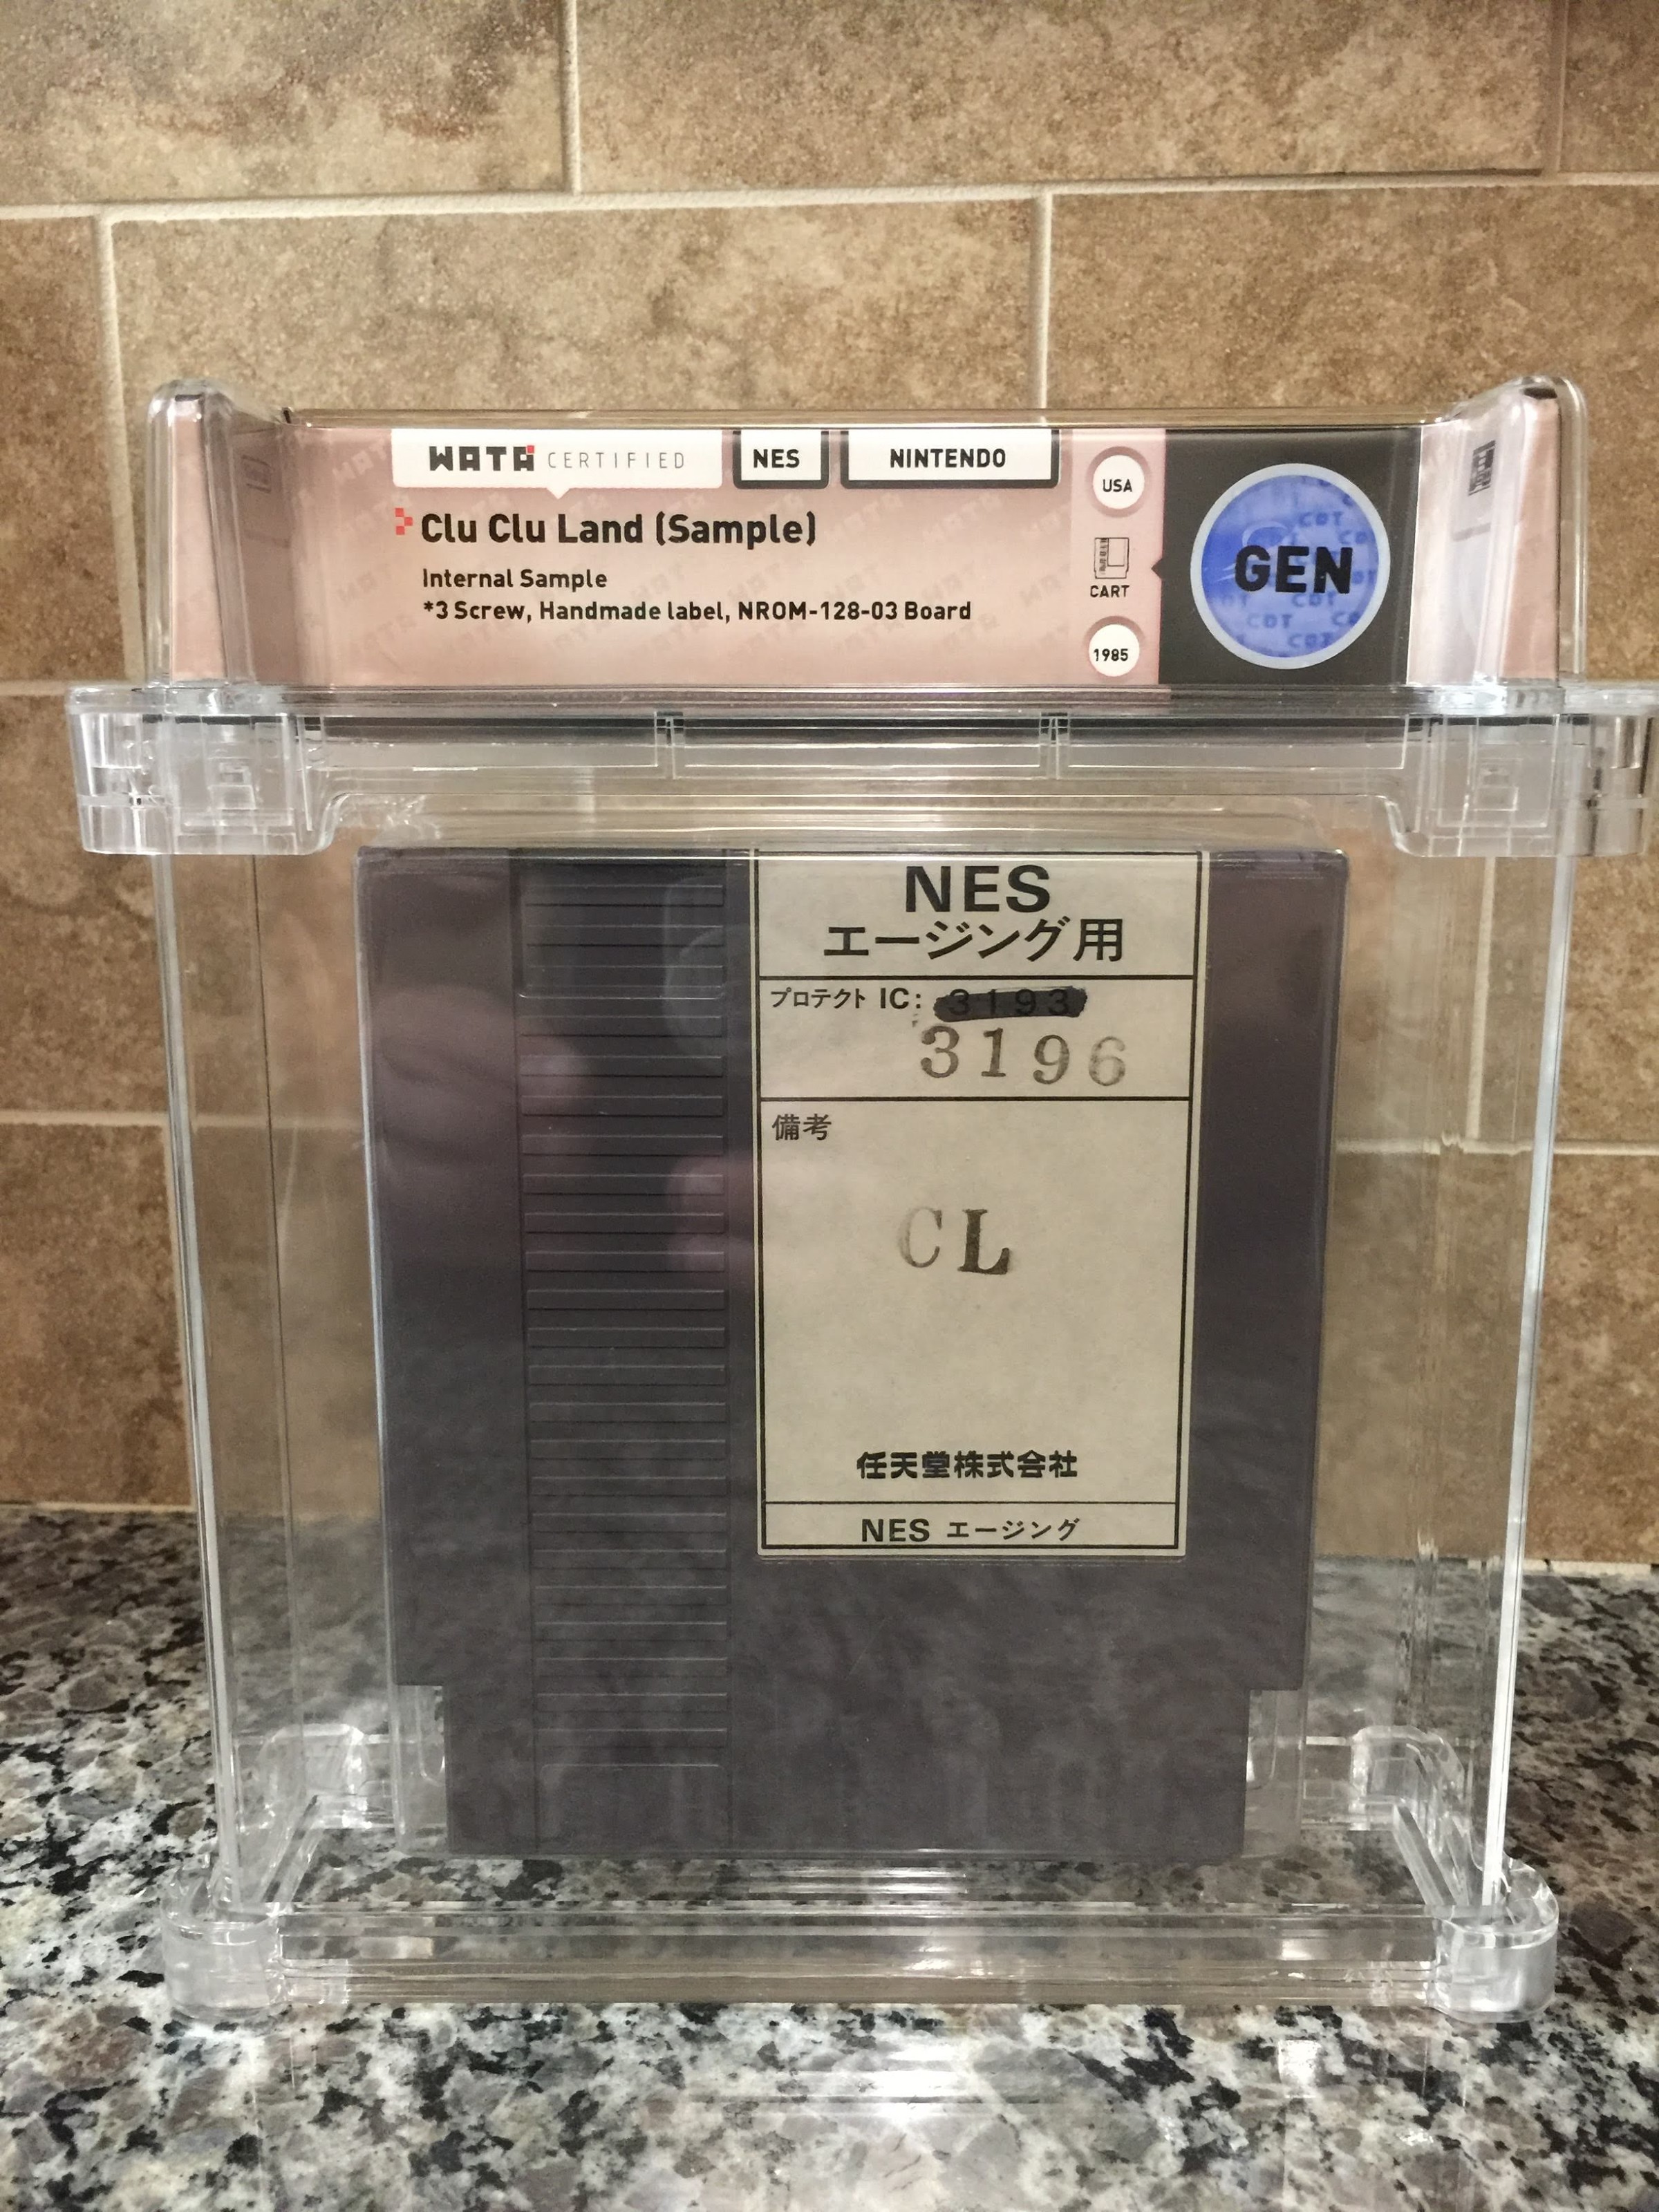 WATA CERTIFIED
NES
NINTENDO
USA
Clu Clu Land (Sample)
Internal Sample
*3 Screw, Handmade label, NROM-128-03 Board
CART
1985
GEN
NES
エージング用
プロテクト IC: 3193
3196
備考
CL
任天堂株式会社
NES エージング